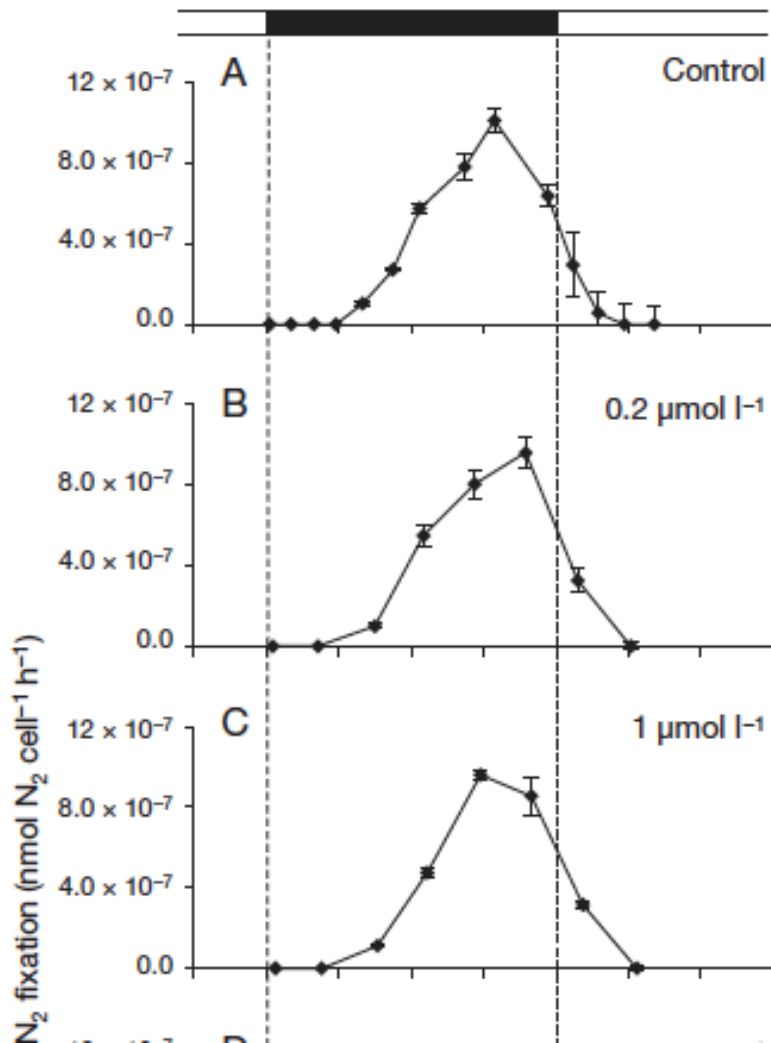 A
Control
12 × 10⁻⁷
8.0 × 10⁻⁷
4.0 × 10⁻⁷
0.0
B
0.2 µmol l⁻¹
12 × 10⁻⁷
8.0 × 10⁻⁷
4.0 × 10⁻⁷
0.0
C
1 µmol l⁻¹
12 × 10⁻⁷
8.0 × 10⁻⁷
4.0 × 10⁻⁷
0.0
N₂ fixation (nmol N₂ cell⁻¹ h⁻¹)